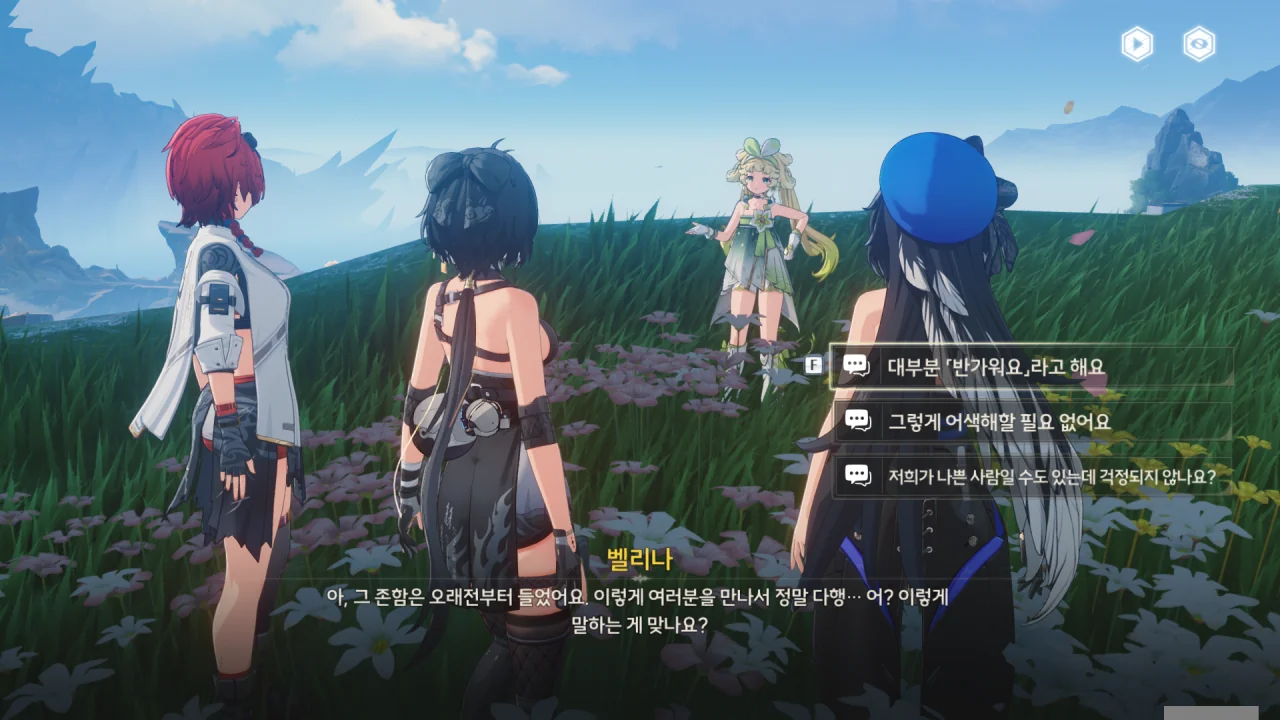 F
대부분 「반가워요」라고 해요
그렇게 어색해할 필요 없어요
저희가 나쁜 사람일 수도 있는데 걱정되지 않나요?
벨리나
아, 그 존함은 오래전부터 들었어요. 이렇게 여러분을 만나서 정말 다행… 어? 이렇게
말하는 게 맞나요?